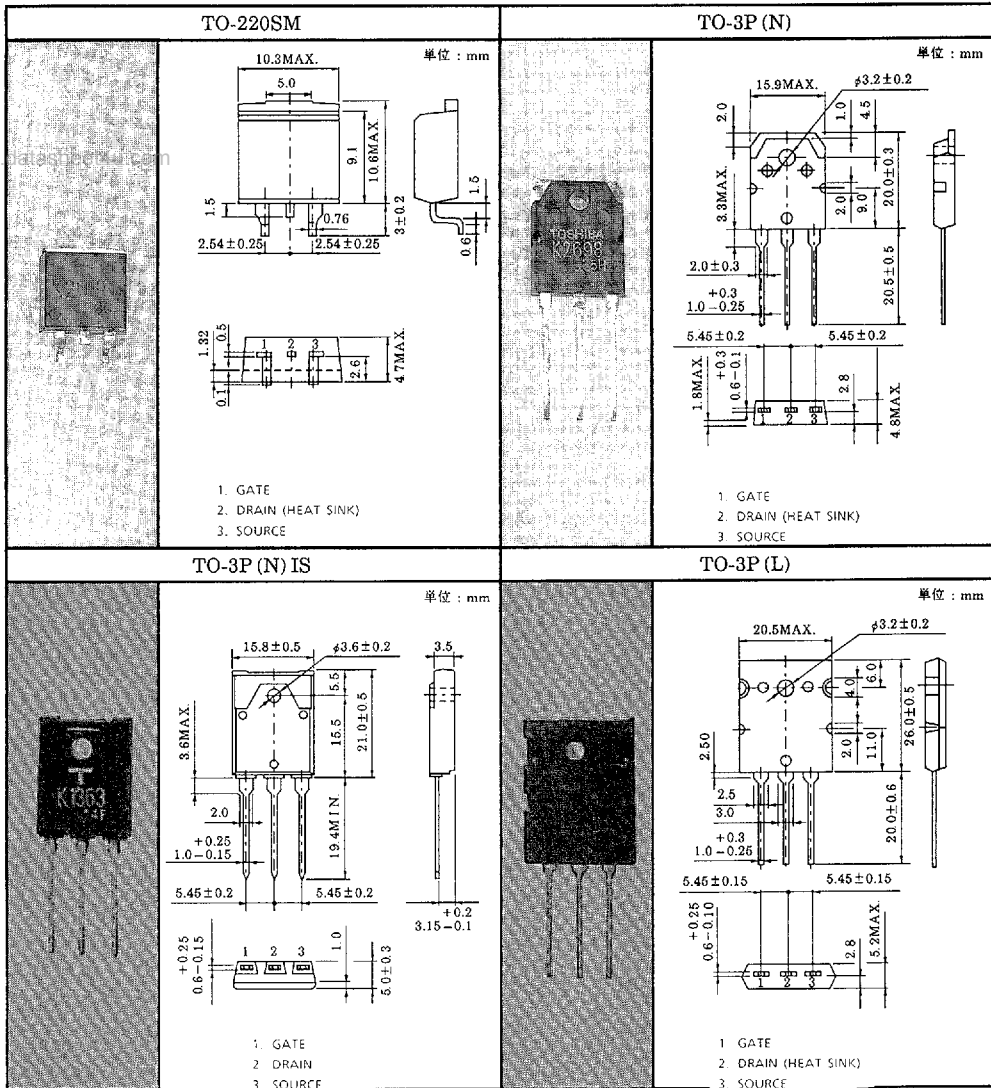 TO-220SM
単位 : mm
10.3MAX.
5.0
9.1
10.6MAX.
1.5
0.76
3±0.2
2.54±0.25
2.54±0.25
1.5
0.6
1.32
0.5
1 2 3
0.1
2.6
4.7MAX.
1. GATE
2. DRAIN (HEAT SINK)
3. SOURCE
TO-3P (N)
TOSHIBA
単位 : mm
15.9MAX.
φ3.2±0.2
2.0
1.0
4.5
3.3MAX.
2.0
9.0
20.0±0.3
2.0±0.3
+0.3
1.0-0.25
20.5±0.5
5.45±0.2
5.45±0.2
1.8MAX.
+0.3
0.6-0.1
1 2 3
2.8
4.8MAX.
1. GATE
2. DRAIN (HEAT SINK)
3. SOURCE
TO-3P (N) IS
K1363
単位 : mm
15.8±0.5
φ3.6±0.2
3.5
5.5
15.5
21.0±0.5
3.6MAX.
2.0
+0.25
1.0-0.15
19.4MIN
5.45±0.2
5.45±0.2
+0.2
3.15-0.1
+0.25
0.6-0.15
1 2 3
1.0
5.0±0.3
1. GATE
2 DRAIN
3. SOURCE
TO-3P (L)
単位 : mm
20.5MAX.
φ3.2±0.2
6.0
4.0
26.0±0.5
2.0
11.0
2.50
2.5
3.0
+0.3
1.0-0.25
20.0±0.6
5.45±0.15
5.45±0.15
+0.25
0.6-0.10
1 2 3
2.8
5.2MAX.
1 GATE
2. DRAIN (HEAT SINK)
3. SOURCE